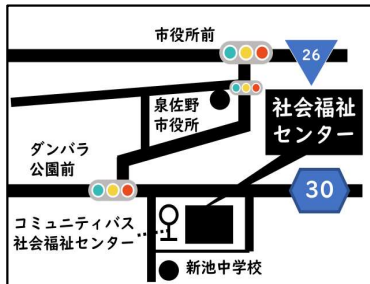 市役所前
26
泉佐野
市役所
社会福祉
センター
ダンバラ
公園前
30
コミュニティバス
社会福祉センター
新池中学校